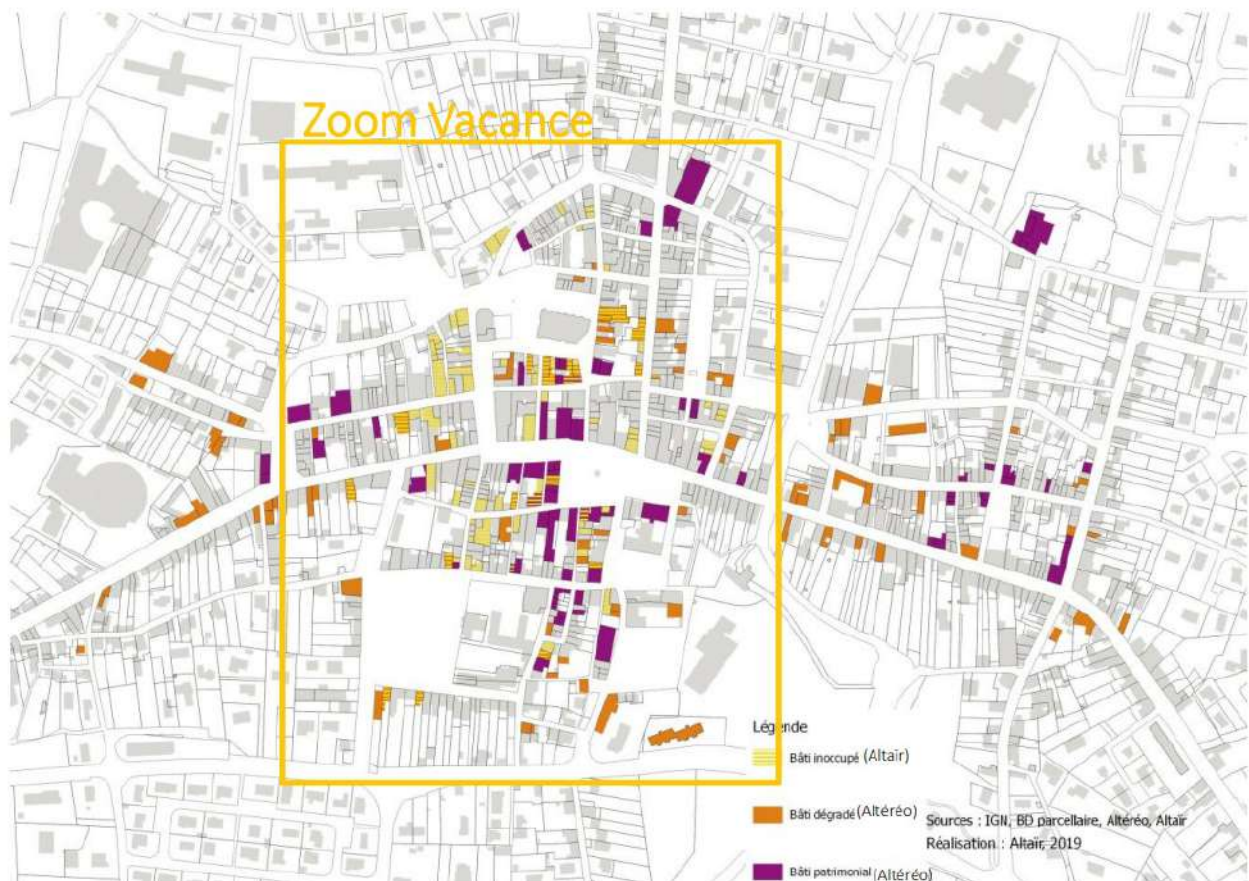 Zoom Vacance
Légende
Bâti inoccupé (Altaïr)
Bâti dégradé (Altéréo)
Bâti patrimonial (Altéréo)
Sources : IGN, BD parcellaire, Altéréo, Altaïr
Réalisation : Altaïr, 2019